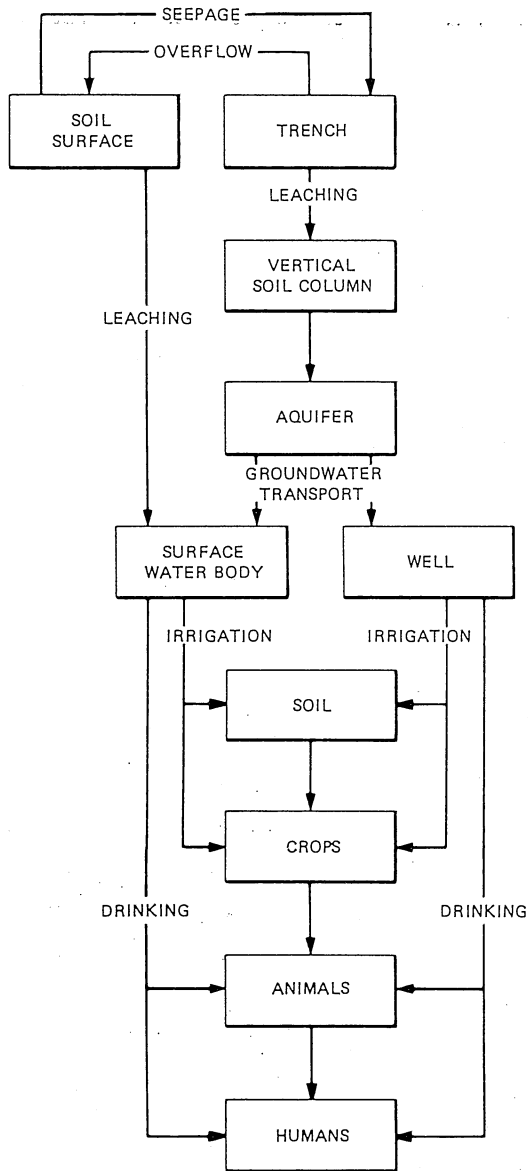 SEEPAGE
OVERFLOW
SOIL
SURFACE
TRENCH
LEACHING
VERTICAL
SOIL COLUMN
LEACHING
AQUIFER
GROUNDWATER
TRANSPORT
SURFACE
WATER BODY
WELL
IRRIGATION
IRRIGATION
SOIL
CROPS
DRINKING
DRINKING
ANIMALS
HUMANS